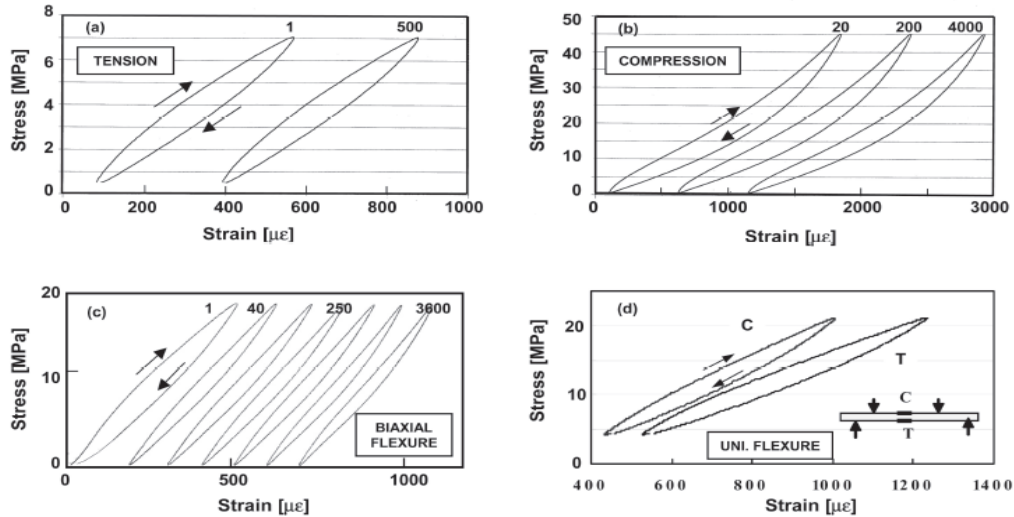 (a)
1
500
TENSION
8
6
4
2
0
Stress [MPa]
0
200
400
600
800
1000
Strain [με]
(b)
20
200
4000
COMPRESSION
50
40
30
20
10
0
Stress [MPa]
0
1000
2000
3000
Strain [με]
(c)
1
40
250
3600
BIAXIAL
FLEXURE
20
10
0
Stress [MPa]
500
1000
Strain [με]
(d)
C
T
C
T
UNI. FLEXURE
20
10
0
Stress [MPa]
400
600
800
1000
1200
1400
Strain [με]